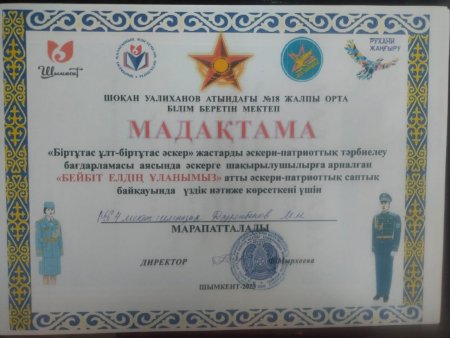 Шымкент
РУХАНИ
ЖАҢҒЫРУ
ШОҚАН УАЛИХАНОВ АТЫНДАҒЫ №18 ЖАЛПЫ ОРТА
БІЛІМ БЕРЕТІН МЕКТЕП
МАДАҚТАМА
«Біртұтас ұлт-біртұтас әскер» жастарды әскери-патриоттық тәрбиелеу
бағдарламасы аясында әскерге шақырылушыларға арналған
«БЕЙБІТ ЕЛДІҢ ҰЛАНЫМЫЗ» атты әскери-патриоттық саптық
байқауында үздік нәтиже көрсеткені үшін
МАРАПАТТАЛАДЫ
ДИРЕКТОР
ШЫМКЕНТ-2023